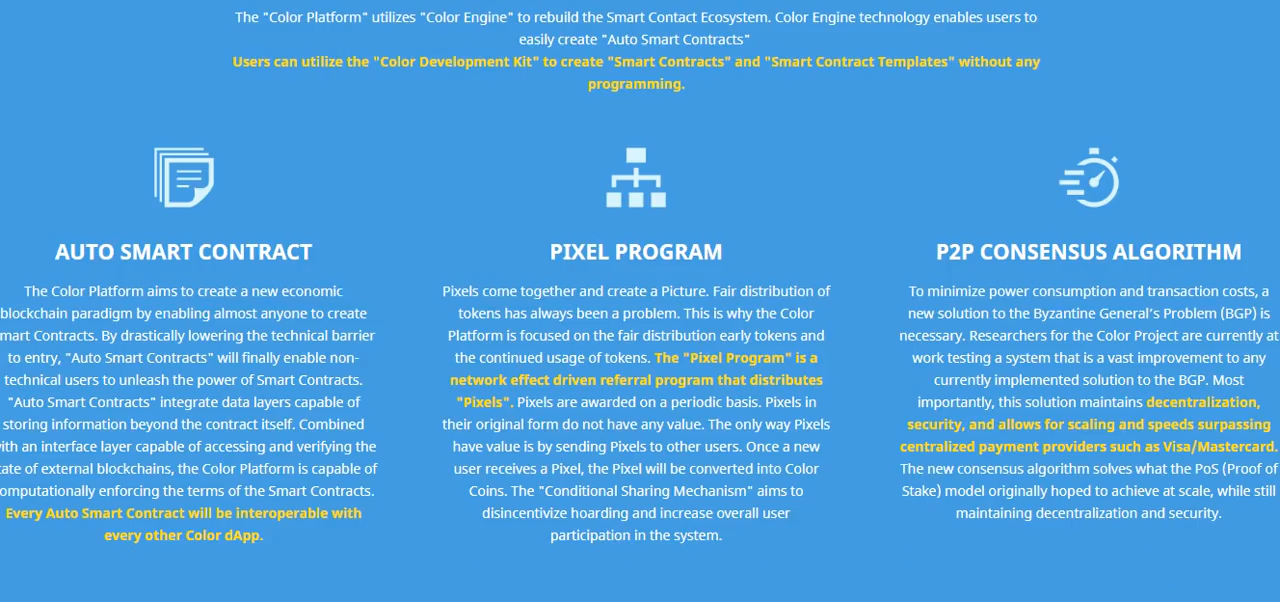 The "Color Platform" utilizes "Color Engine" to rebuild the Smart Contact Ecosystem. Color Engine technology enables users to
easily create "Auto Smart Contracts"
Users can utilize the "Color Development Kit" to create "Smart Contracts" and "Smart Contract Templates" without any
programming.
AUTO SMART CONTRACT
The Color Platform aims to create a new economic
blockchain paradigm by enabling almost anyone to create
mart Contracts. By drastically lowering the technical barrier
to entry, "Auto Smart Contracts" will finally enable non-
technical users to unleash the power of Smart Contracts.
"Auto Smart Contracts" integrate data layers capable of
storing information beyond the contract itself. Combined
ith an interface layer capable of accessing and verifying the
tate of external blockchains, the Color Platform is capable of
omputationally enforcing the terms of the Smart Contracts.
Every Auto Smart Contract will be interoperable with
every other Color dApp.
PIXEL PROGRAM
Pixels come together and create a Picture. Fair distribution of
tokens has always been a problem. This is why the Color
Platform is focused on the fair distribution early tokens and
the continued usage of tokens. The "Pixel Program" is a
network effect driven referral program that distributes
"Pixels". Pixels are awarded on a periodic basis. Pixels in
their original form do not have any value. The only way Pixels
have value is by sending Pixels to other users. Once a new
user receives a Pixel, the Pixel will be converted into Color
Coins. The "Conditional Sharing Mechanism" aims to
disincentivize hoarding and increase overall user
participation in the system.
P2P CONSENSUS ALGORITHM
To minimize power consumption and transaction costs, a
new solution to the Byzantine General's Problem (BGP) is
necessary. Researchers for the Color Project are currently at
work testing a system that is a vast improvement to any
currently implemented solution to the BGP. Most
importantly, this solution maintains decentralization,
security, and allows for scaling and speeds surpassing
centralized payment providers such as Visa/Mastercard.
The new consensus algorithm solves what the PoS (Proof of
Stake) model originally hoped to achieve at scale, while still
maintaining decentralization and security.